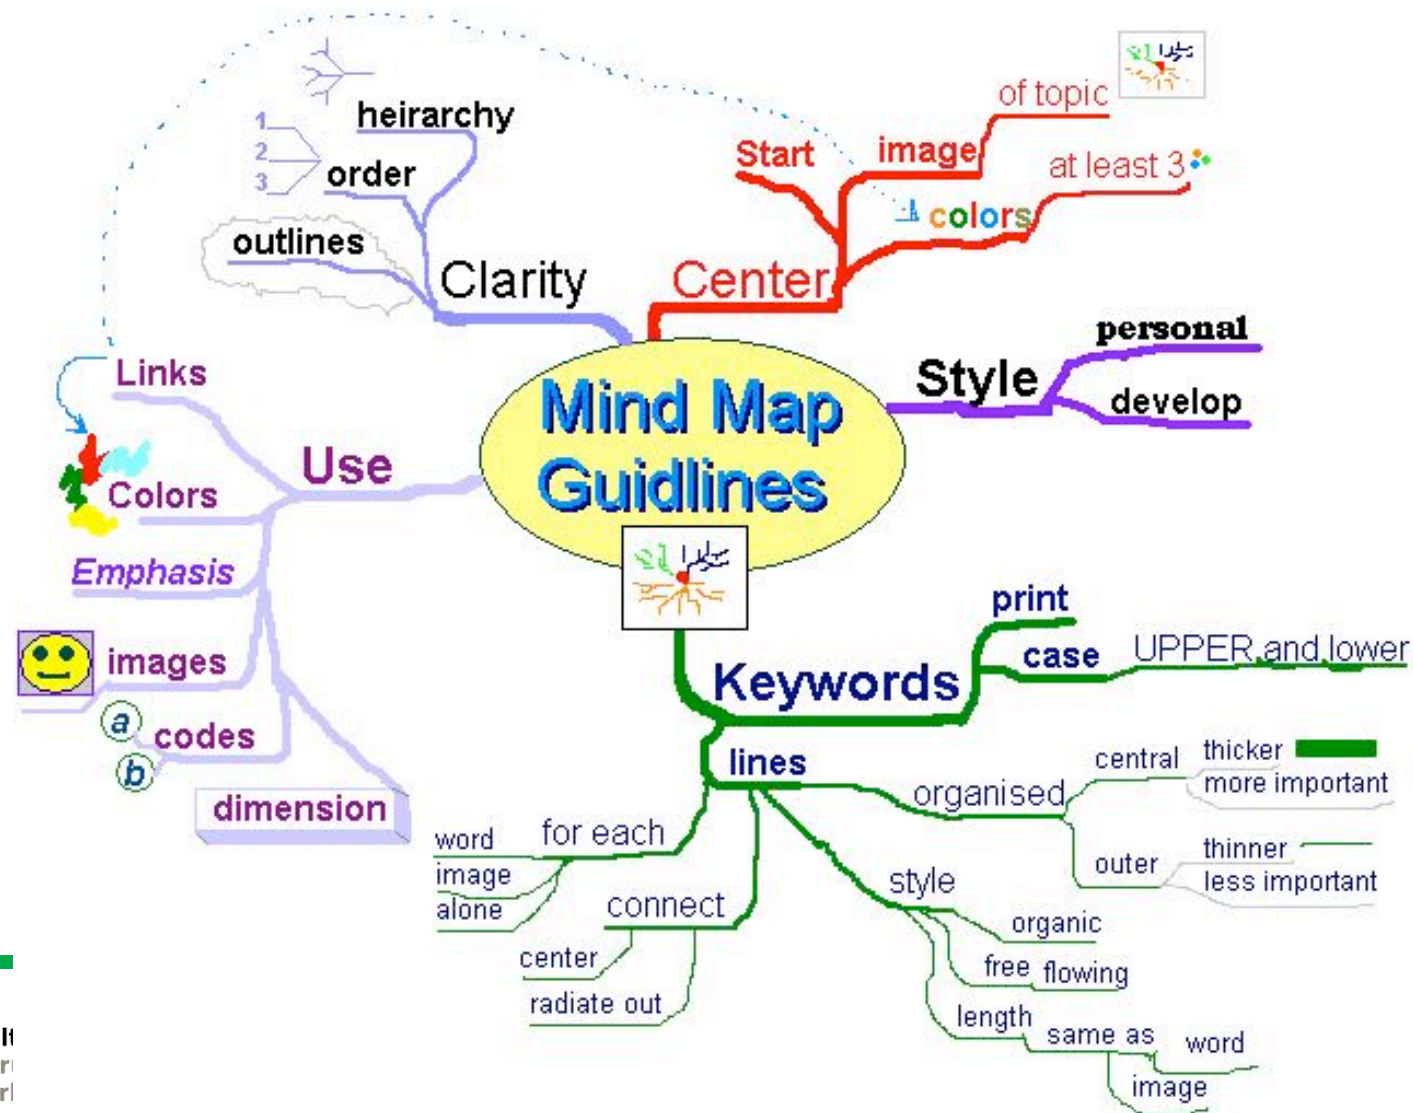 Mind Map
Guidlines
Center
Start
image
of topic
colors
at least 3
Style
personal
develop
Keywords
print
case
UPPER and lower
lines
organised
central
thicker
more important
outer
thinner
less important
style
organic
free flowing
length
same as
word
image
connect
center
radiate out
for each
word
image
alone
Use
Links
Colors
Emphasis
images
codes
a
b
dimension
Clarity
heirarchy
order
1
2
3
outlines